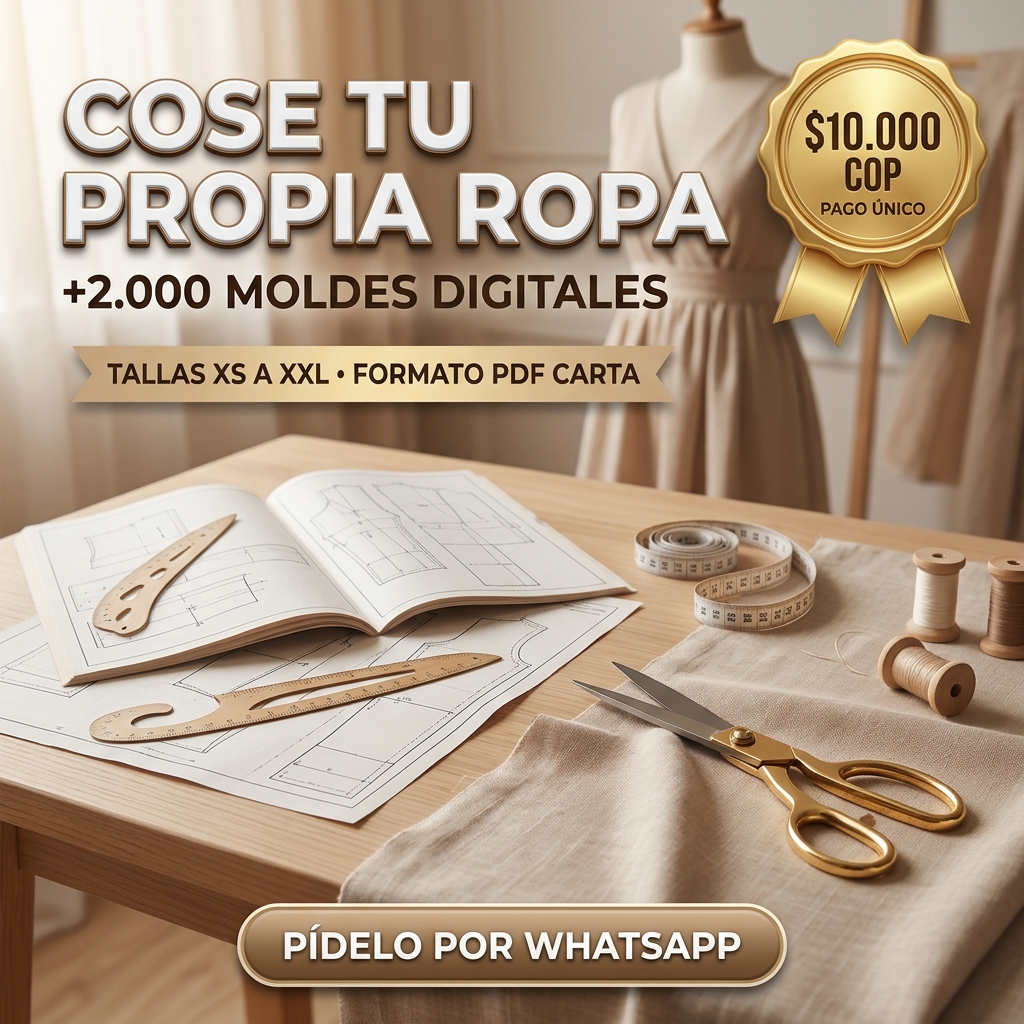 COSE TU
PROPIA ROPA
+2.000 MOLDES DIGITALES
TALLAS XS A XXL • FORMATO PDF CARTA
$10.000
COP
PAGO ÚNICO
PÍDELO POR WHATSAPP